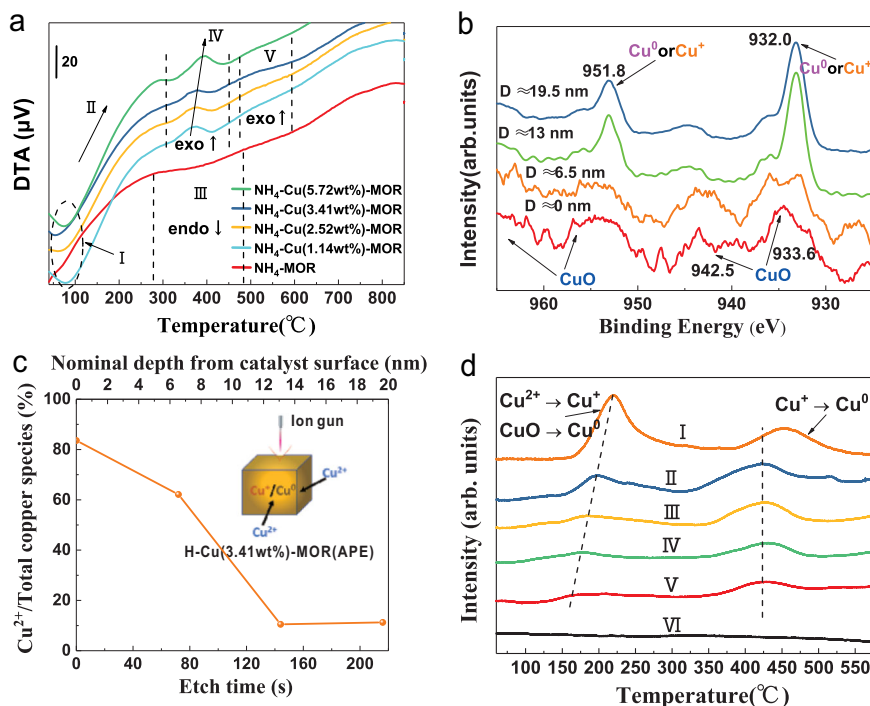 a
20
Ⅱ
Ⅳ
Ⅴ
exo ↑
exo ↑
Ⅲ
endo ↓
Ⅰ
NH4-Cu(5.72wt%)-MOR
NH4-Cu(3.41wt%)-MOR
NH4-Cu(2.52wt%)-MOR
NH4-Cu(1.14wt%)-MOR
NH4-MOR
DTA (µV)
200 400 600 800
Temperature(℃)
b
932.0
Cu⁰orCu⁺
951.8
Cu⁰orCu⁺
D ≈19.5 nm
D ≈13 nm
D ≈6.5 nm
D ≈0 nm
933.6
942.5
CuO
CuO
Intensity(arb.units)
960 950 940 930
Binding Energy (eV)
c
Nominal depth from catalyst surface (nm)
0 2 4 6 8 10 12 14 16 18 20
100
80
60
40
20
0
Cu²⁺/Total copper species (%)
Ion gun
Cu²⁺
Cu⁺/Cu⁰
Cu²⁺
H-Cu(3.41wt%)-MOR(APE)
0 20 40 60 80 100 120 140 160 180 200 220
Etch time (s)
d
Cu²⁺ → Cu⁺
CuO → Cu⁰
Cu⁺ → Cu⁰
Ⅰ
Ⅱ
Ⅲ
Ⅳ
Ⅴ
Ⅵ
Intensity (arb. units)
100 150 200 250 300 350 400 450 500 550
Temperature(℃)